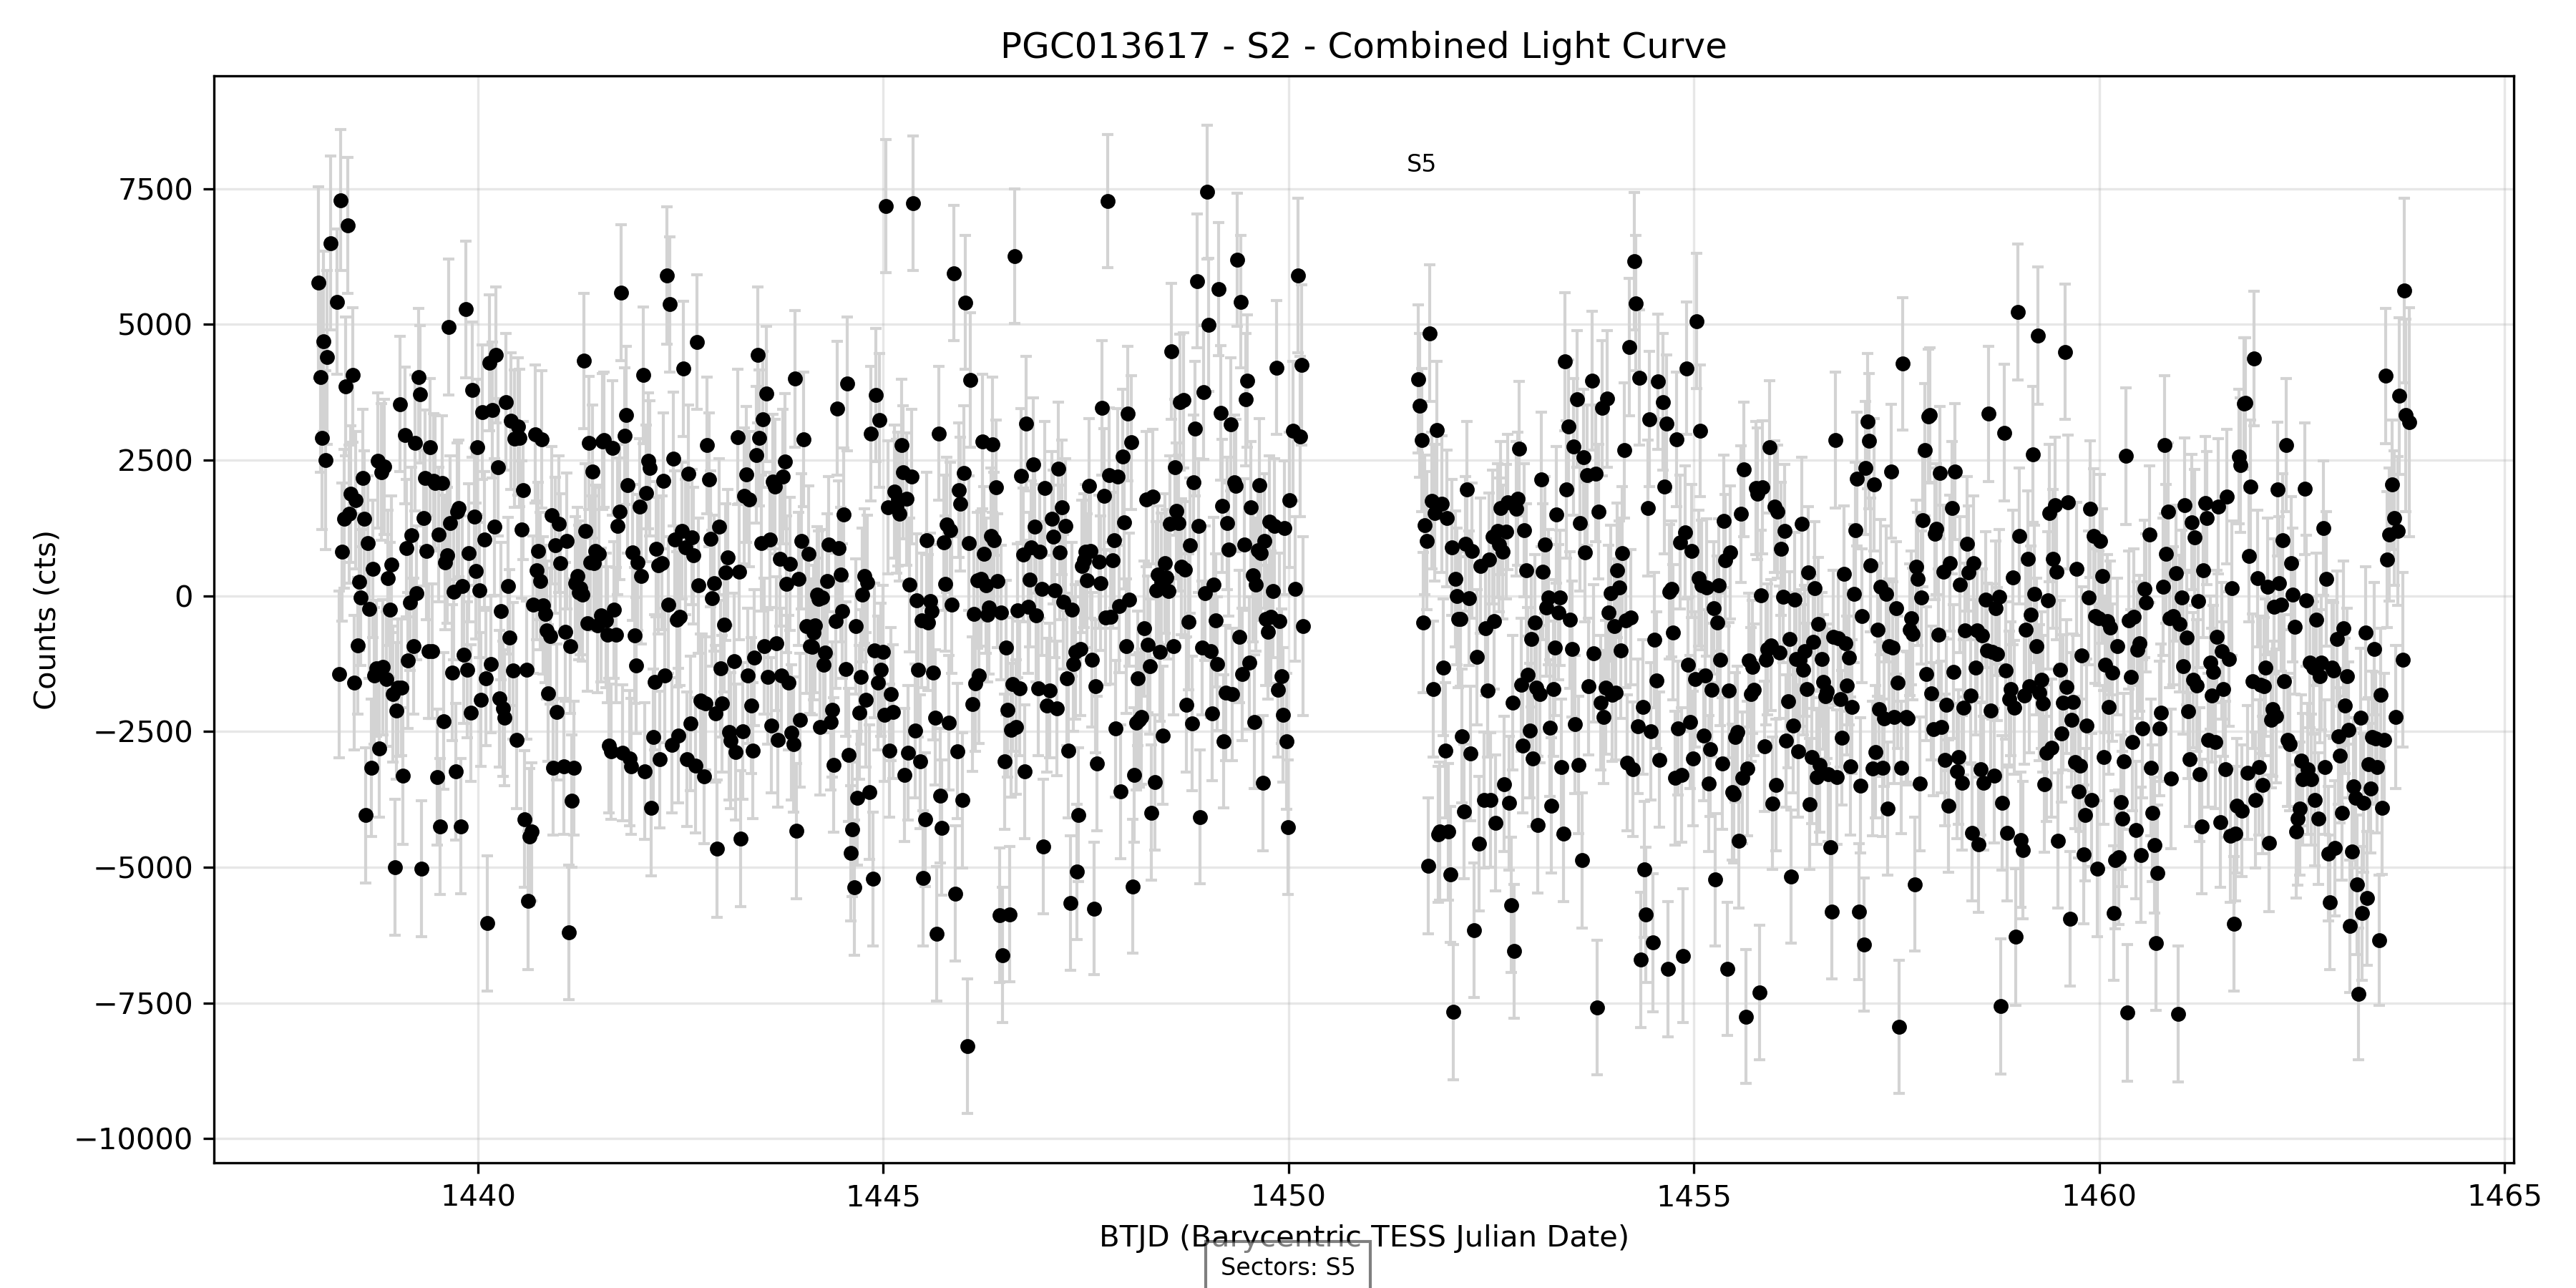 PGC013617 - S2 - Combined Light Curve
S5
Counts (cts)
7500
5000
2500
0
−2500
−5000
−7500
−10000
1440 1445 1450 1455 1460 1465
BTJD (Barycentric TESS Julian Date)
Sectors: S5